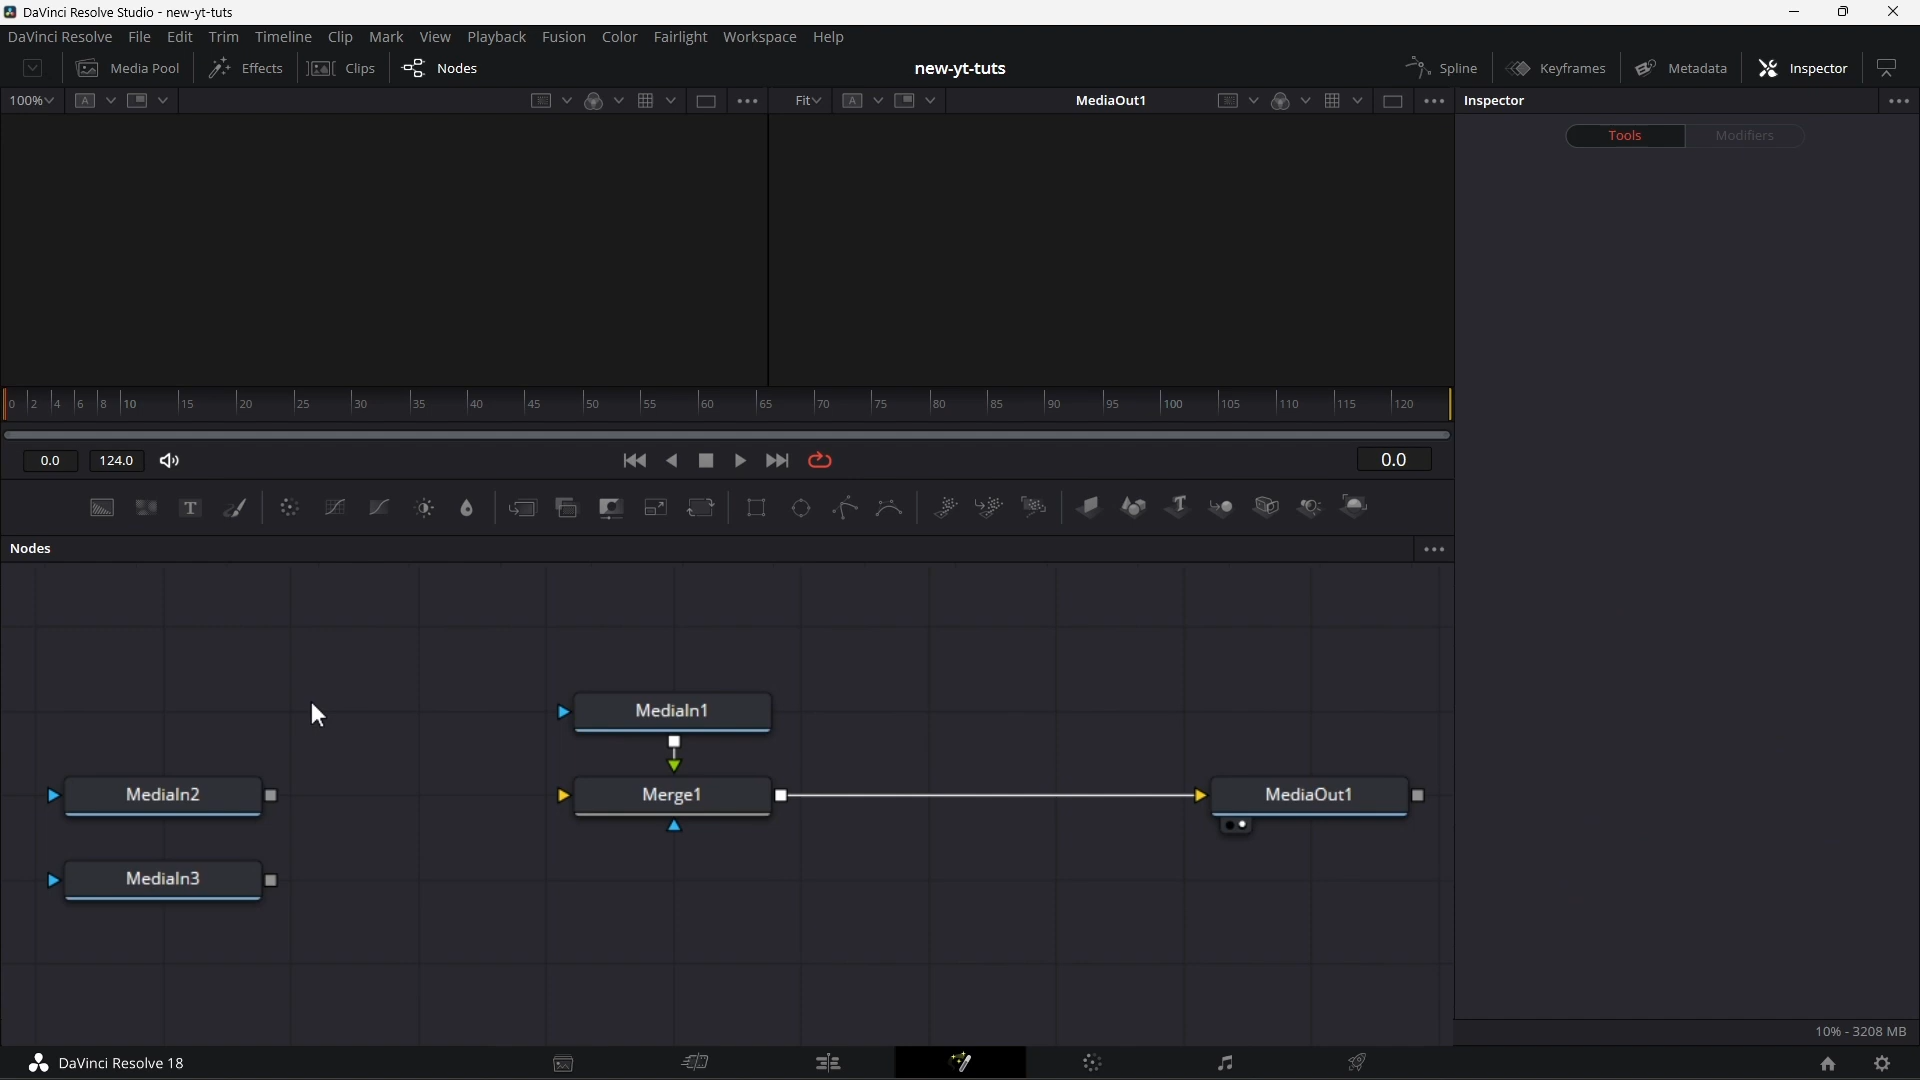 DaVinci Resolve Studio - new-yt-tuts
DaVinci Resolve File Edit Trim Timeline Clip Mark View Playback Fusion Color Fairlight Workspace Help
Media Pool Effects Clips Nodes new-yt-tuts Spline Keyframes Metadata Inspector
100% A Fit A MediaOut1 Inspector
Tools Modifiers
0 2 4 6 8 10 15 20 25 30 35 40 45 50 55 60 65 70 75 80 85 90 95 100 105 110 115 120
0.0 124.0 0.0
T T
Nodes
MediaIn1
MediaIn2 Merge1 MediaOut1
MediaIn3
10% - 3208 MB
DaVinci Resolve 18